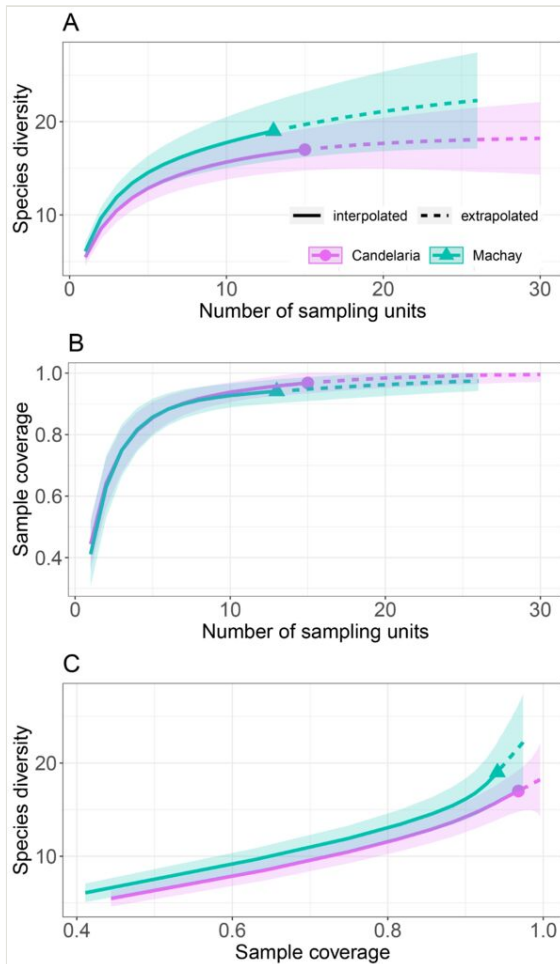 A
Species diversity
20
10
interpolated extrapolated
Candelaria Machay
0 10 20 30
Number of sampling units
B
Sample coverage
1.0
0.8
0.6
0.4
0 10 20 30
Number of sampling units
C
Species diversity
20
10
0.4 0.6 0.8 1.0
Sample coverage